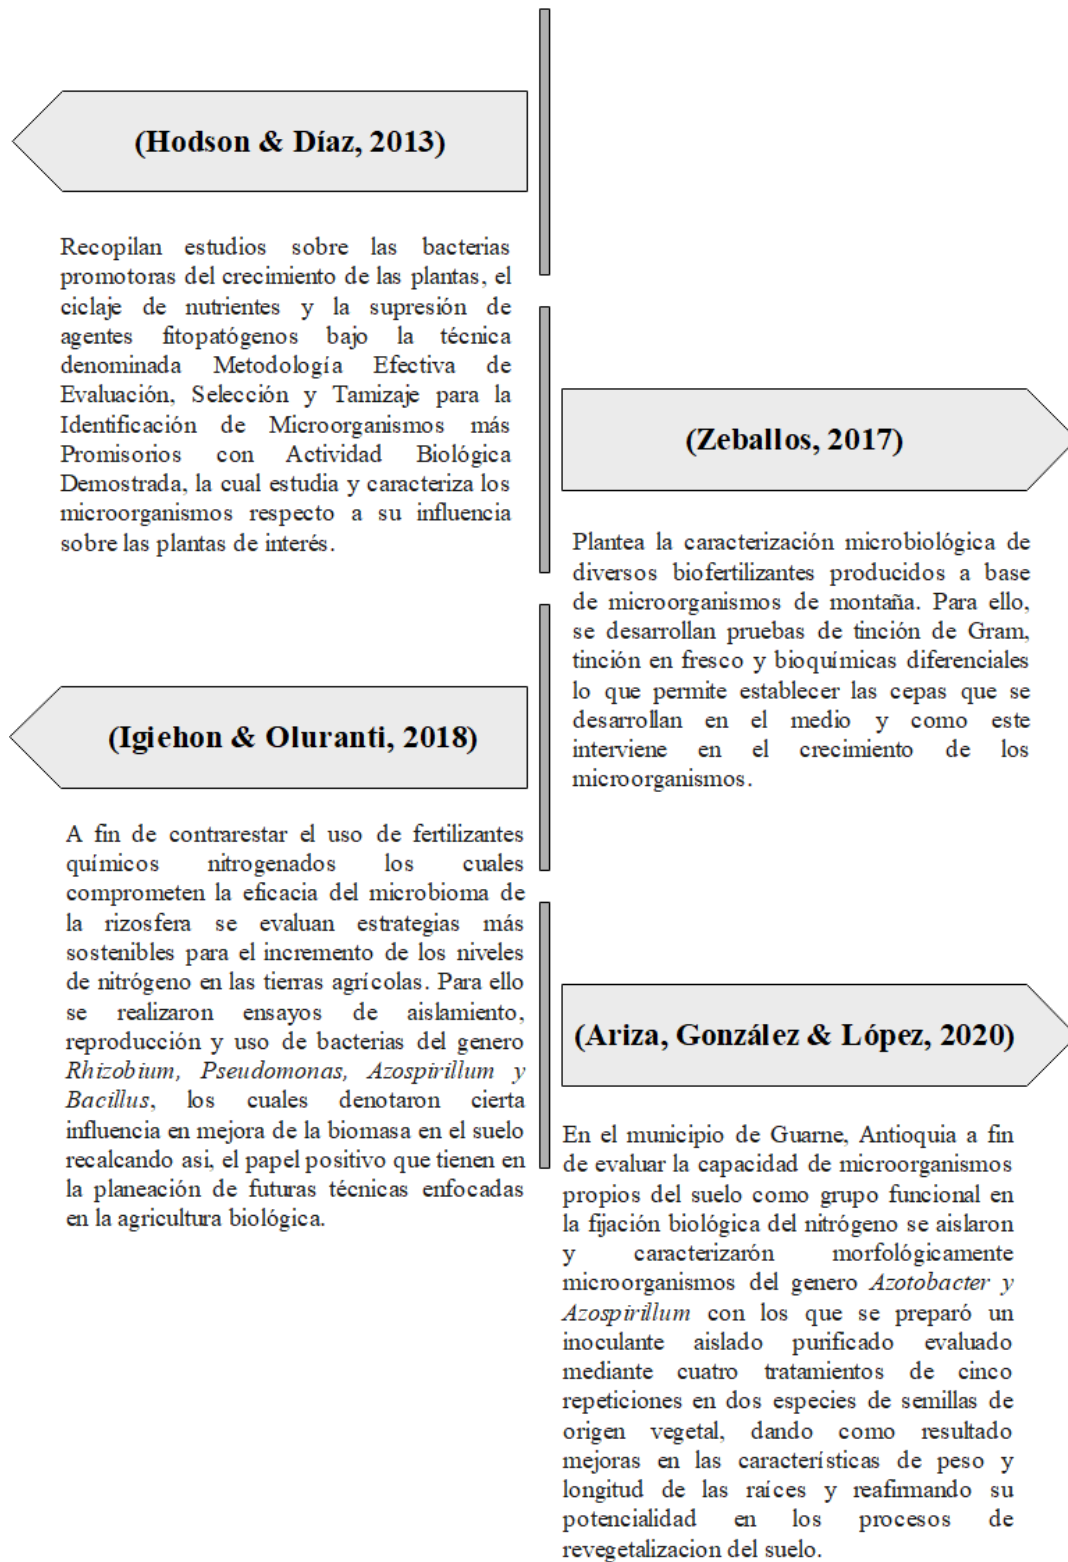 (Hodson & Díaz, 2013)
Recopilan estudios sobre las bacterias
promotoras del crecimiento de las plantas, el
ciclaje de nutrientes y la supresión de
agentes fitopatógenos bajo la técnica
denominada Metodología Efectiva de
Evaluación, Selección y Tamizaje para la
Identificación de Microorganismos más
Promisorios con Actividad Biológica
Demostrada, la cual estudia y caracteriza los
microorganismos respecto a su influencia
sobre las plantas de interés.
(Zeballos, 2017)
Plantea la caracterización microbiológica de
diversos biofertilizantes producidos a base
de microorganismos de montaña. Para ello,
se desarrollan pruebas de tinción de Gram,
tinción en fresco y bioquímicas diferenciales
lo que permite establecer las cepas que se
desarrollan en el medio y como este
interviene en el crecimiento de los
microorganismos.
(Igiehon & Oluranti, 2018)
A fin de contrarestar el uso de fertilizantes
químicos nitrogenados los cuales
comprometen la eficacia del microbioma de
la rizosfera se evaluan estrategias más
sostenibles para el incremento de los niveles
de nitrógeno en las tierras agrícolas. Para ello
se realizaron ensayos de aislamiento,
reproducción y uso de bacterias del genero
Rhizobium, Pseudomonas, Azospirillum y
Bacillus, los cuales denotaron cierta
influencia en mejora de la biomasa en el suelo
recalcando asi, el papel positivo que tienen en
la planeación de futuras técnicas enfocadas
en la agricultura biológica.
(Ariza, González & López, 2020)
En el municipio de Guarne, Antioquia a fin
de evaluar la capacidad de microorganismos
propios del suelo como grupo funcional en
la fijación biológica del nitrógeno se aislaron
y caracterizarón morfológicamente
microorganismos del genero Azotobacter y
Azospirillum con los que se preparó un
inoculante aislado purificado evaluado
mediante cuatro tratamientos de cinco
repeticiones en dos especies de semillas de
origen vegetal, dando como resultado
mejoras en las características de peso y
longitud de las raíces y reafirmando su
potencialidad en los procesos de
revegetalizacion del suelo.